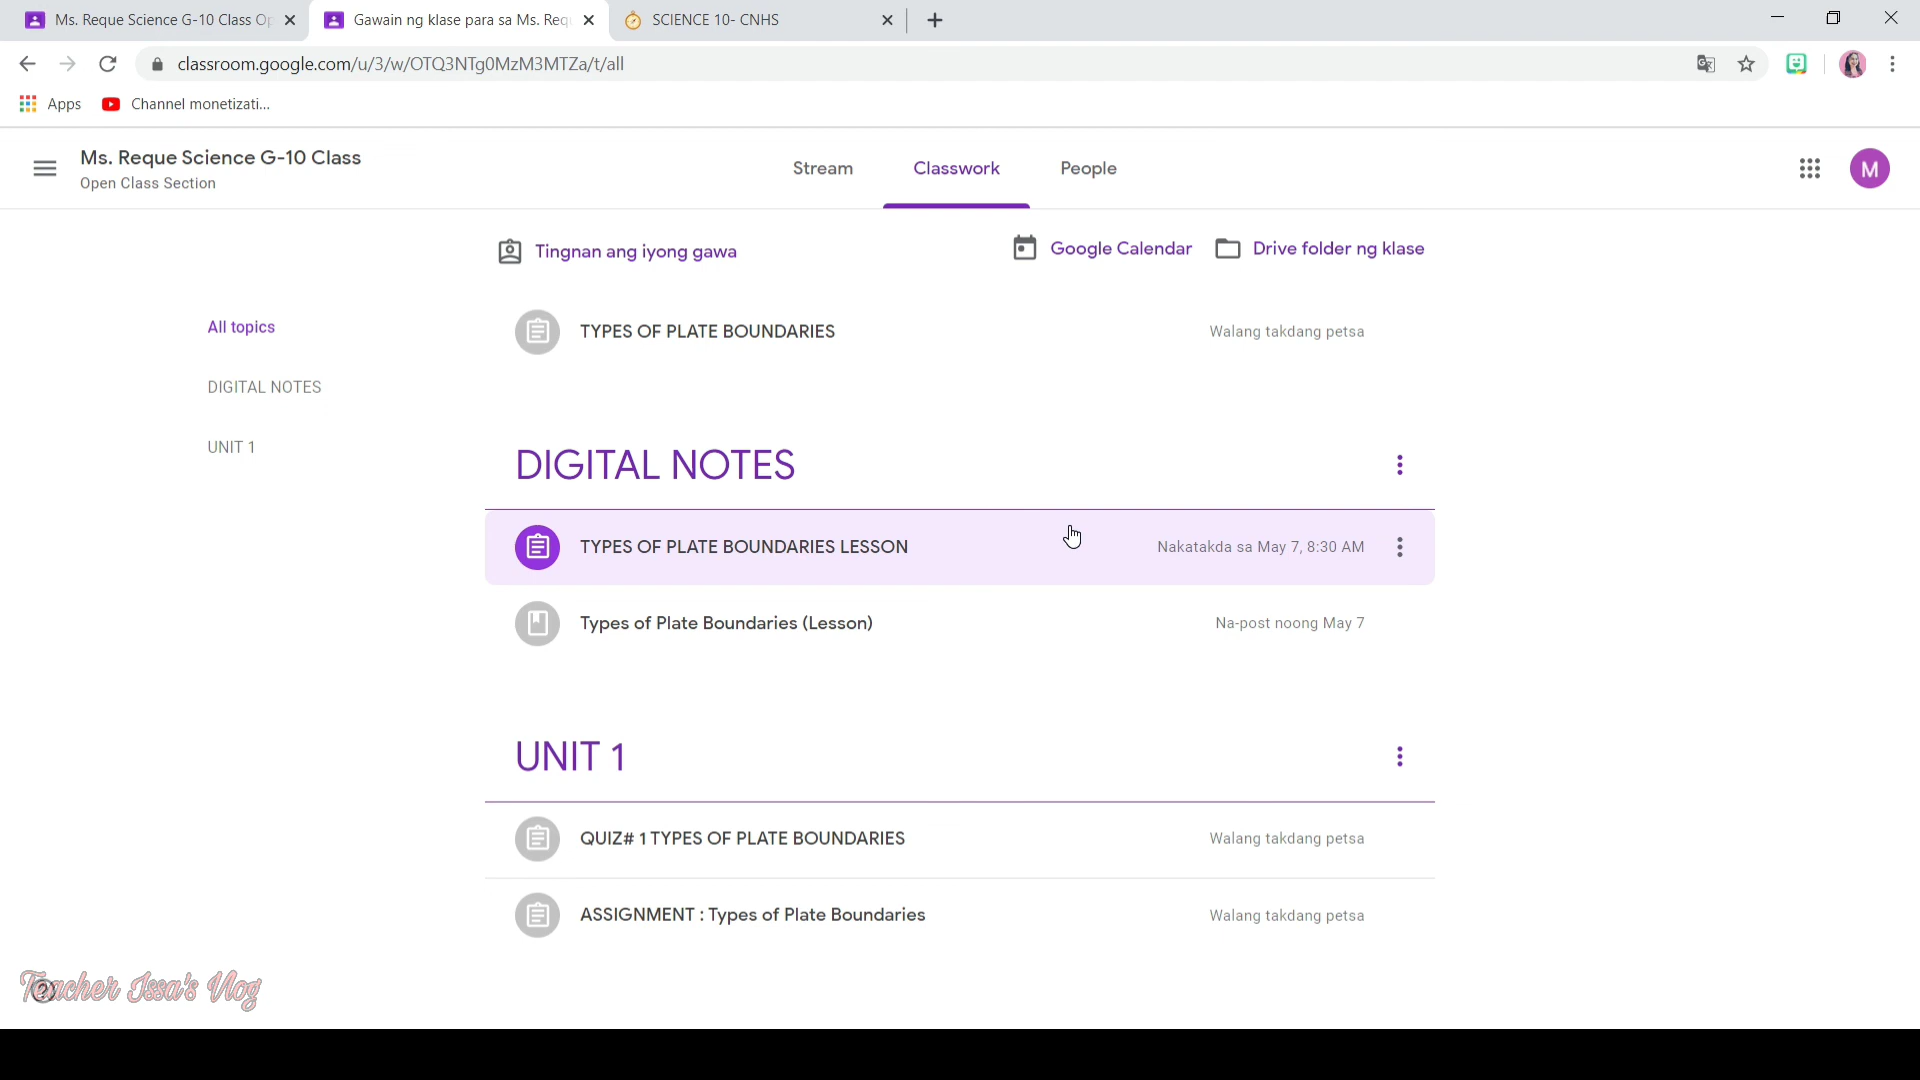 Ms. Reque Science G-10 Class Op
Gawain ng klase para sa Ms. Req
SCIENCE 10- CNHS
classroom.google.com/u/3/w/OTQ3NTg0MzM3MTZa/t/all
Apps
Channel monetizati...
Ms. Reque Science G-10 Class
Open Class Section
Stream
Classwork
People
M
Tingnan ang iyong gawa
Google Calendar
Drive folder ng klase
All topics
DIGITAL NOTES
UNIT 1
TYPES OF PLATE BOUNDARIES
Walang takdang petsa
DIGITAL NOTES
TYPES OF PLATE BOUNDARIES LESSON
Nakatakda sa May 7, 8:30 AM
Types of Plate Boundaries (Lesson)
Na-post noong May 7
UNIT 1
QUIZ# 1 TYPES OF PLATE BOUNDARIES
Walang takdang petsa
ASSIGNMENT : Types of Plate Boundaries
Walang takdang petsa
Teacher Issa's Vlog